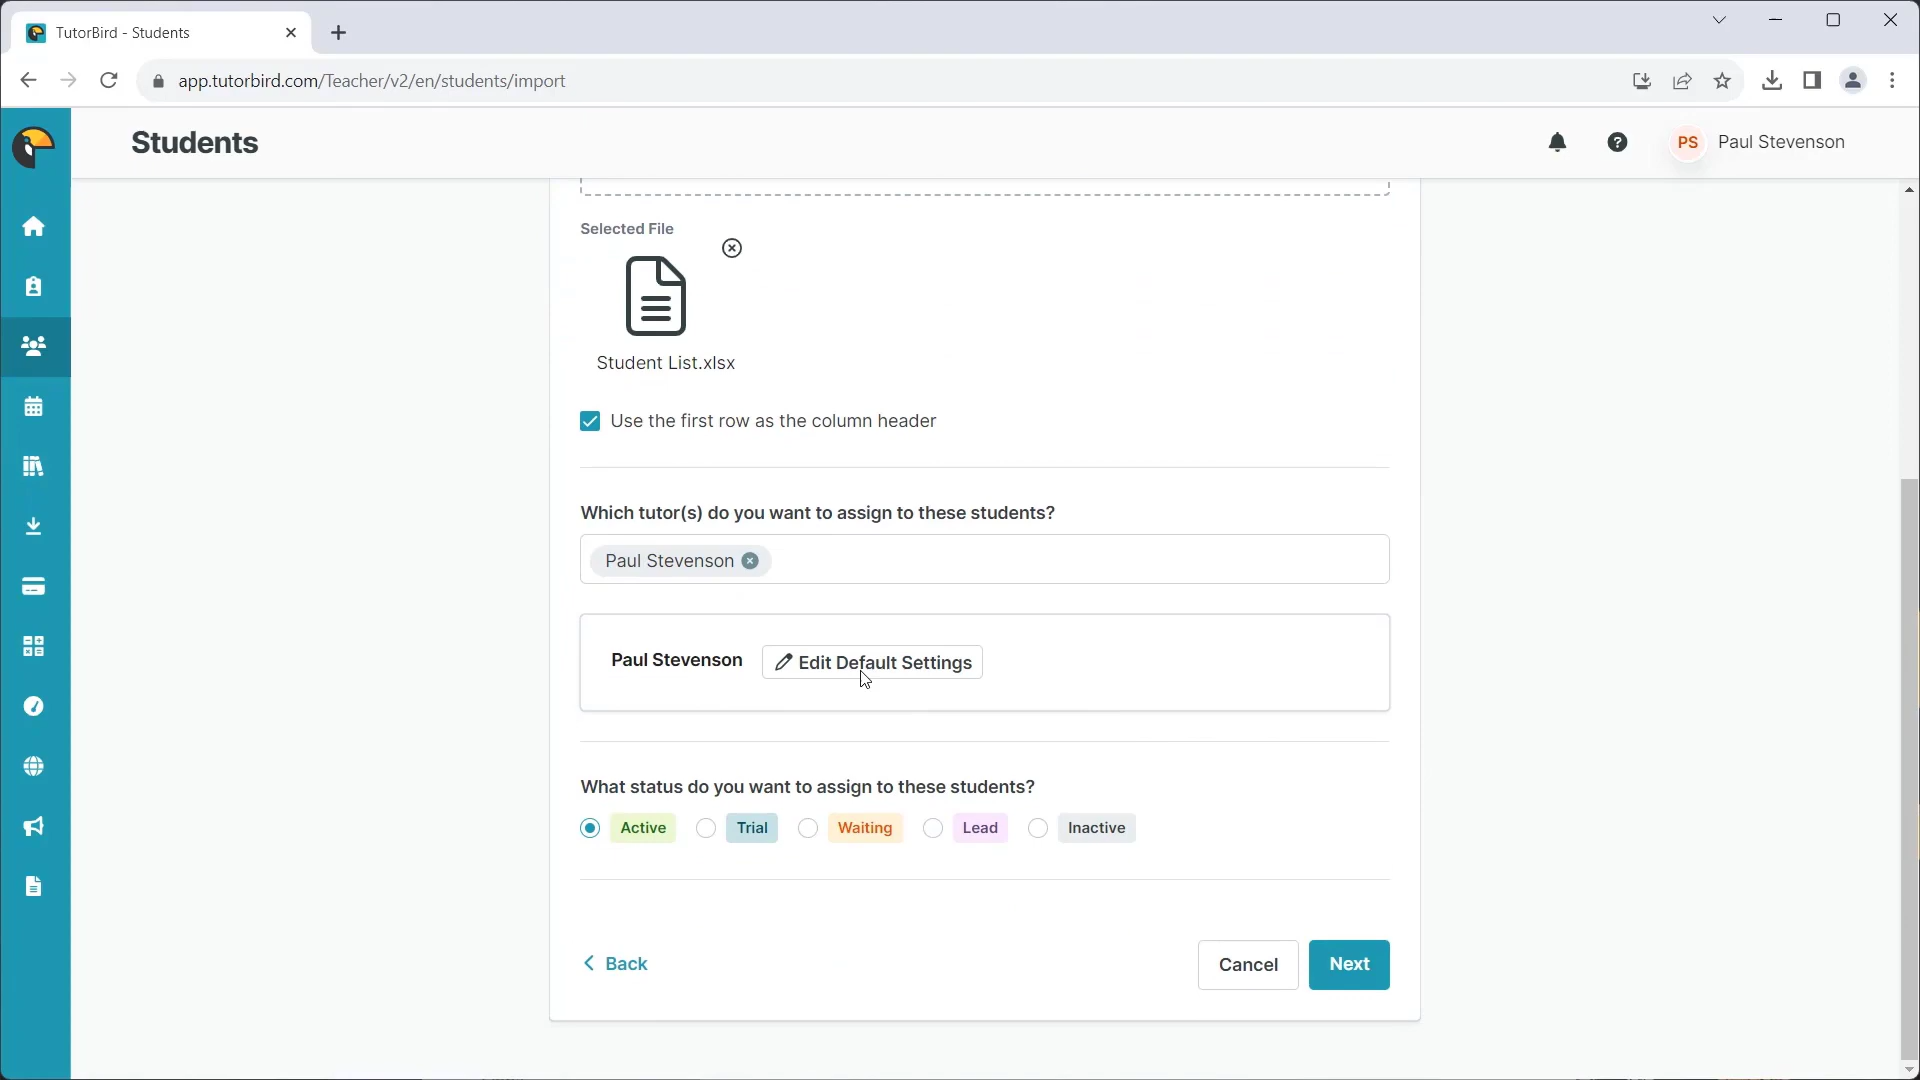 TutorBird - Students
app.tutorbird.com/Teacher/v2/en/students/import
Students
PS
Paul Stevenson
Selected File
Student List.xlsx
Use the first row as the column header
Which tutor(s) do you want to assign to these students?
Paul Stevenson
Paul Stevenson
Edit Default Settings
What status do you want to assign to these students?
Active
Trial
Waiting
Lead
Inactive
Back
Cancel
Next